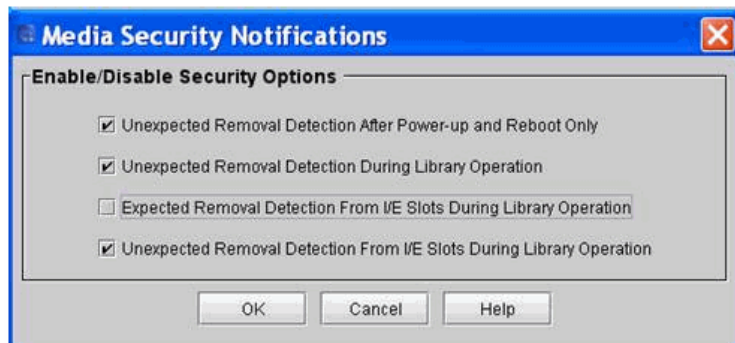 Media Security Notifications
Enable/Disable Security Options
Unexpected Removal Detection After Power-up and Reboot Only
Unexpected Removal Detection During Library Operation
Expected Removal Detection From I/E Slots During Library Operation
Unexpected Removal Detection From I/E Slots During Library Operation
OK Cancel Help